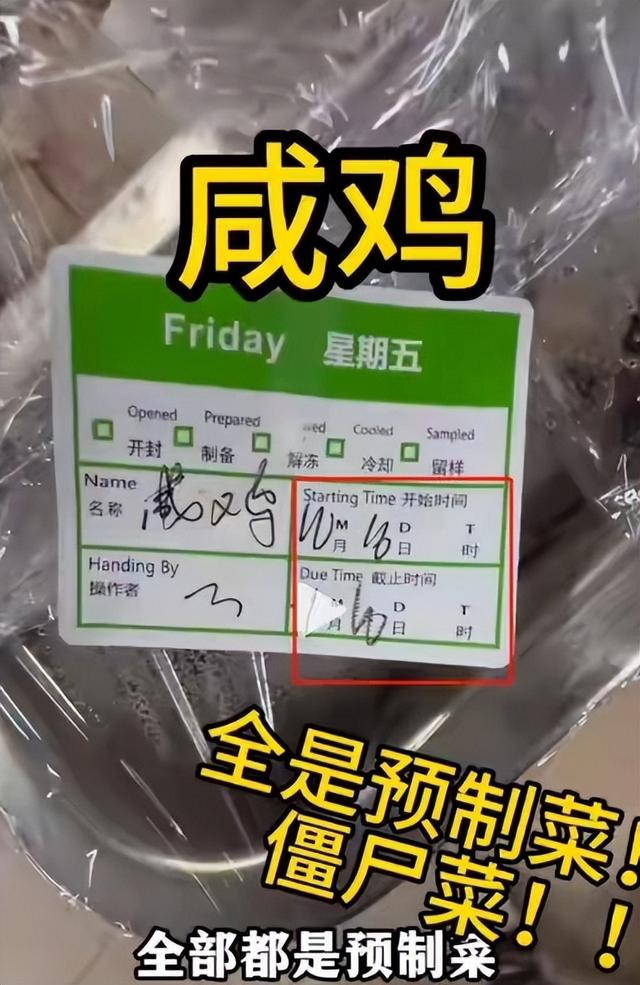 咸鸡
Friday 星期五
Opened Prepared Cooled Sampled
开封 制备 解冻 冷却 留样
Name
名称 咸鸡
Starting Time 开始时间
M D T
月 日 时
Handing By
操作者
Due Time 截止时间
M D T
月 日 时
全是预制菜！
僵尸菜！！
全部都是预制菜